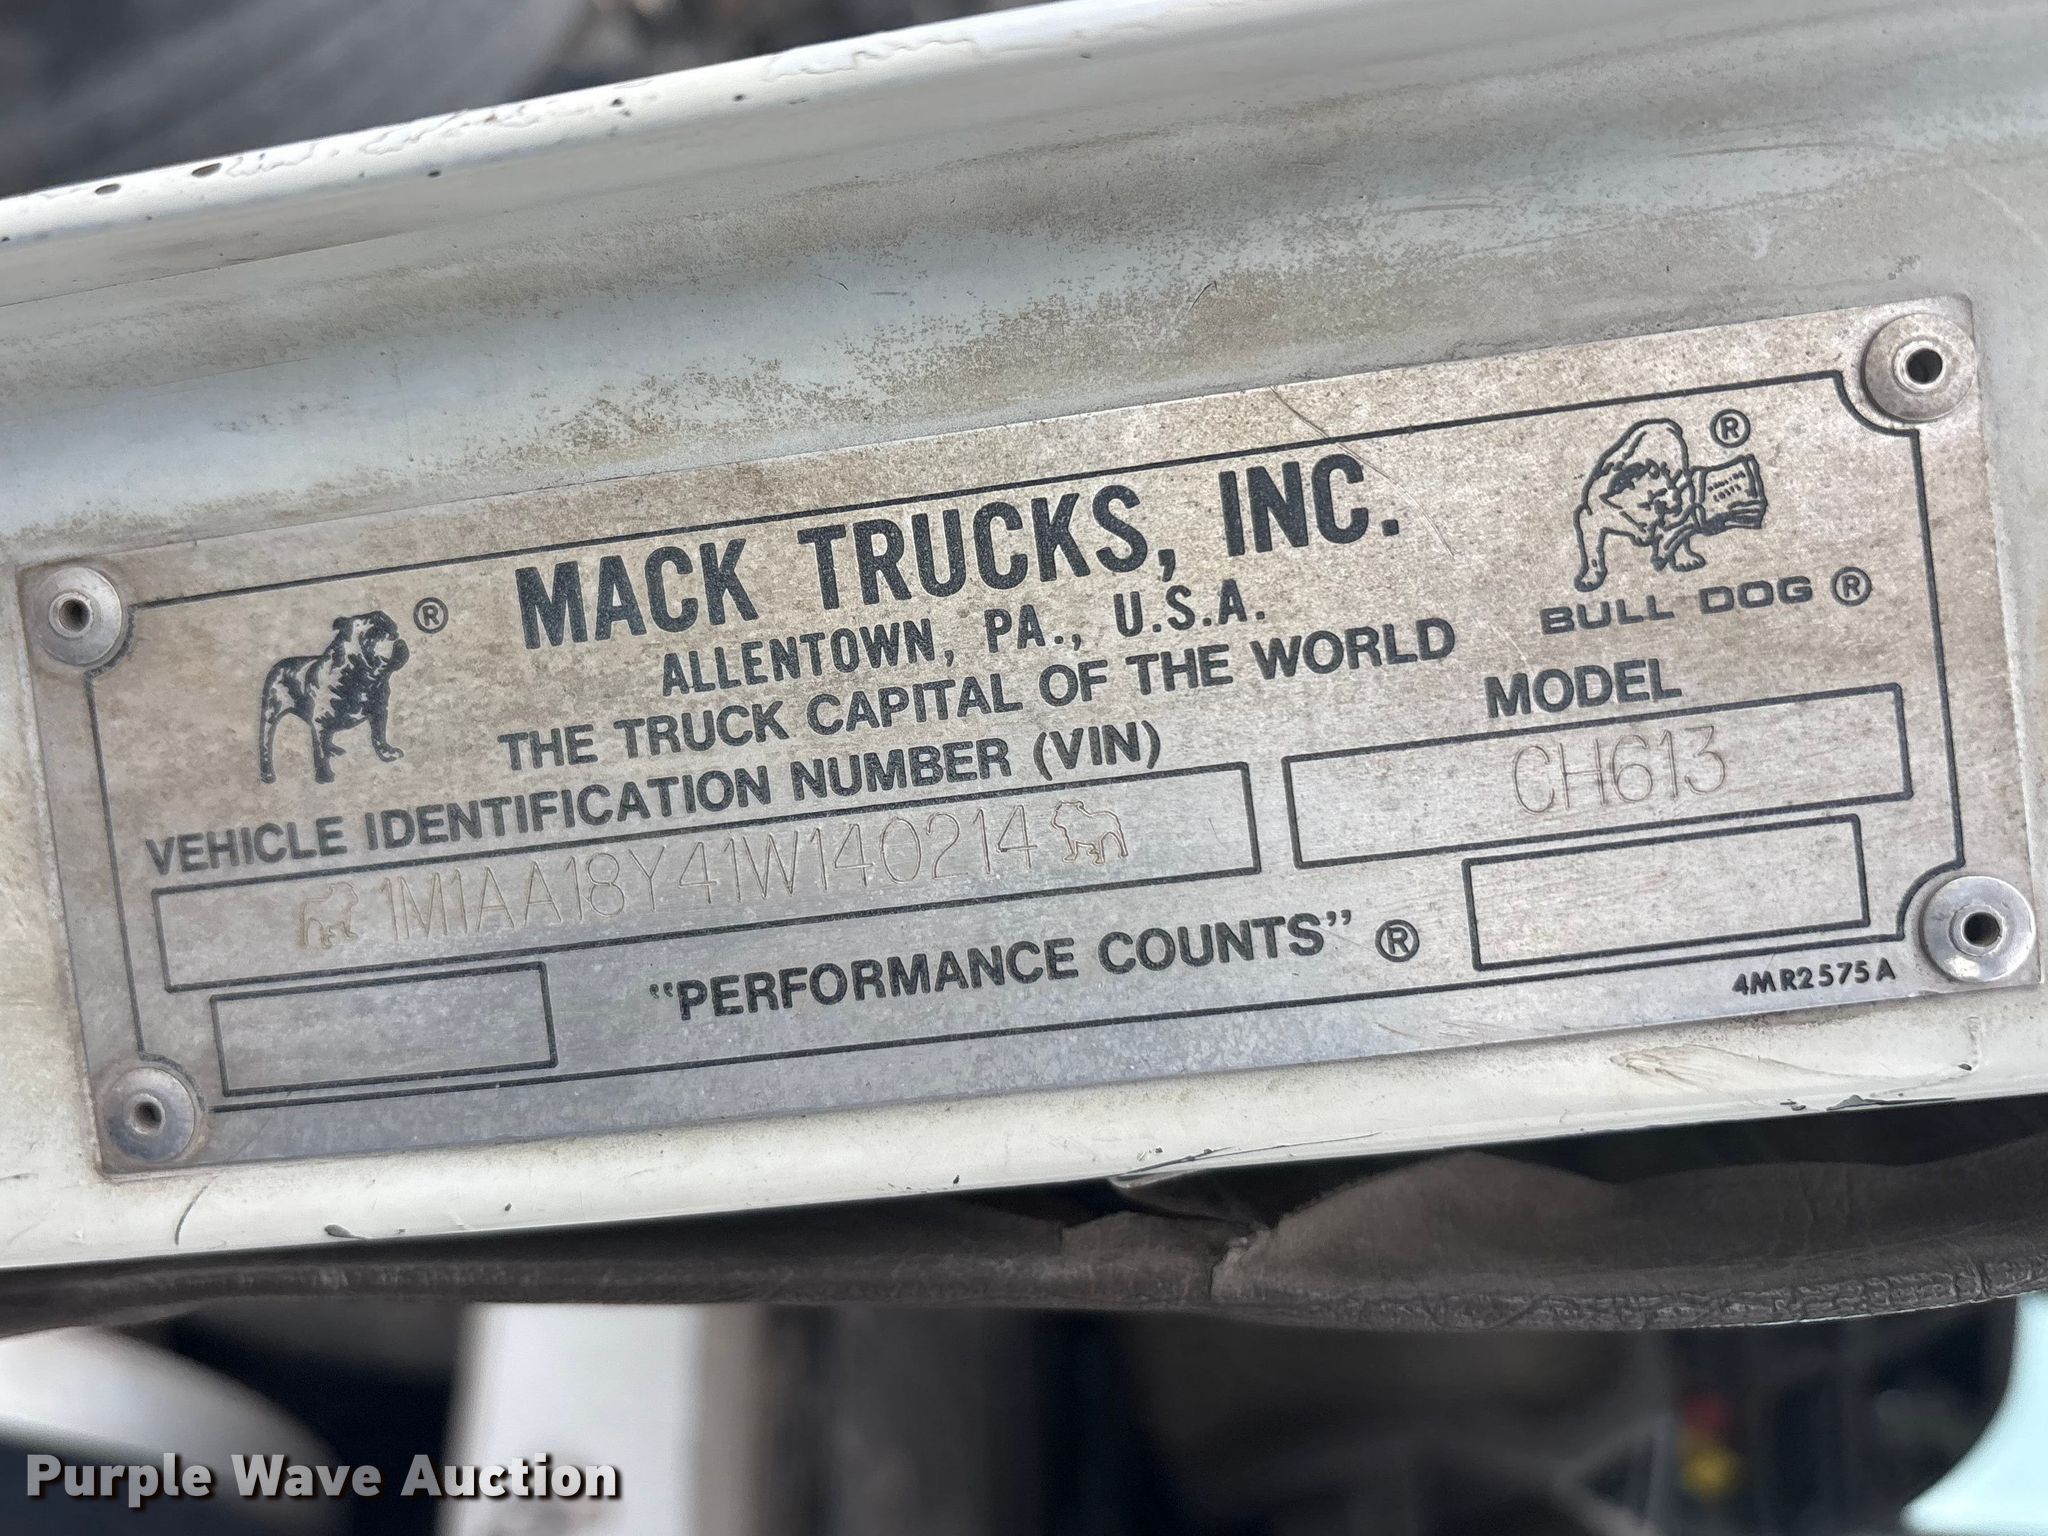 MACK TRUCKS, INC.
®
®
ALLENTOWN, PA., U.S.A.
BULL DOG ®
THE TRUCK CAPITAL OF THE WORLD
VEHICLE IDENTIFICATION NUMBER (VIN)
MODEL
1M1AA18Y41W140214
CH613
"PERFORMANCE COUNTS" ®
4MR2575A
Purple Wave Auction